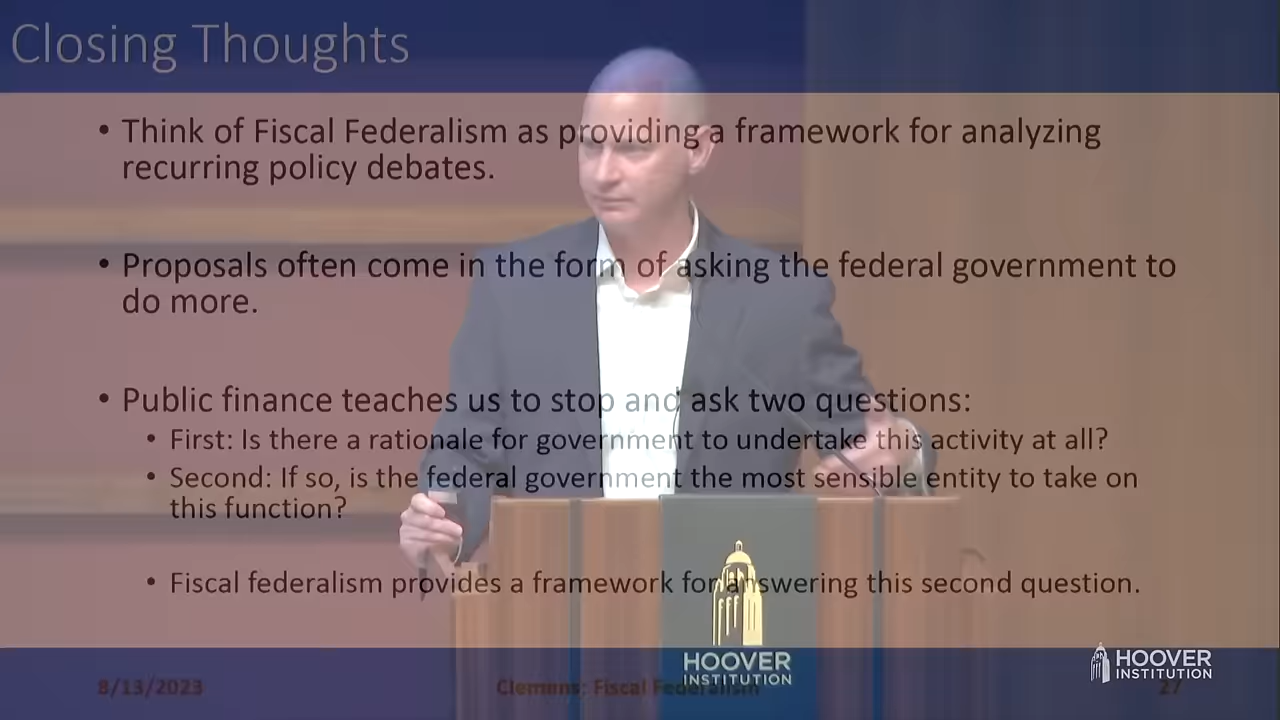 Closing Thoughts
• Think of Fiscal Federalism as providing a framework for analyzing
recurring policy debates.
• Proposals often come in the form of asking the federal government to
do more.
• Public finance teaches us to stop and ask two questions:
• First: Is there a rationale for government to undertake this activity at all?
• Second: If so, is the federal government the most sensible entity to take on
this function?
• Fiscal federalism provides a framework for answering this second question.
HOOVER
INSTITUTION
HOOVER
INSTITUTION
8/13/2023
Clemens: Fiscal Federalism
27